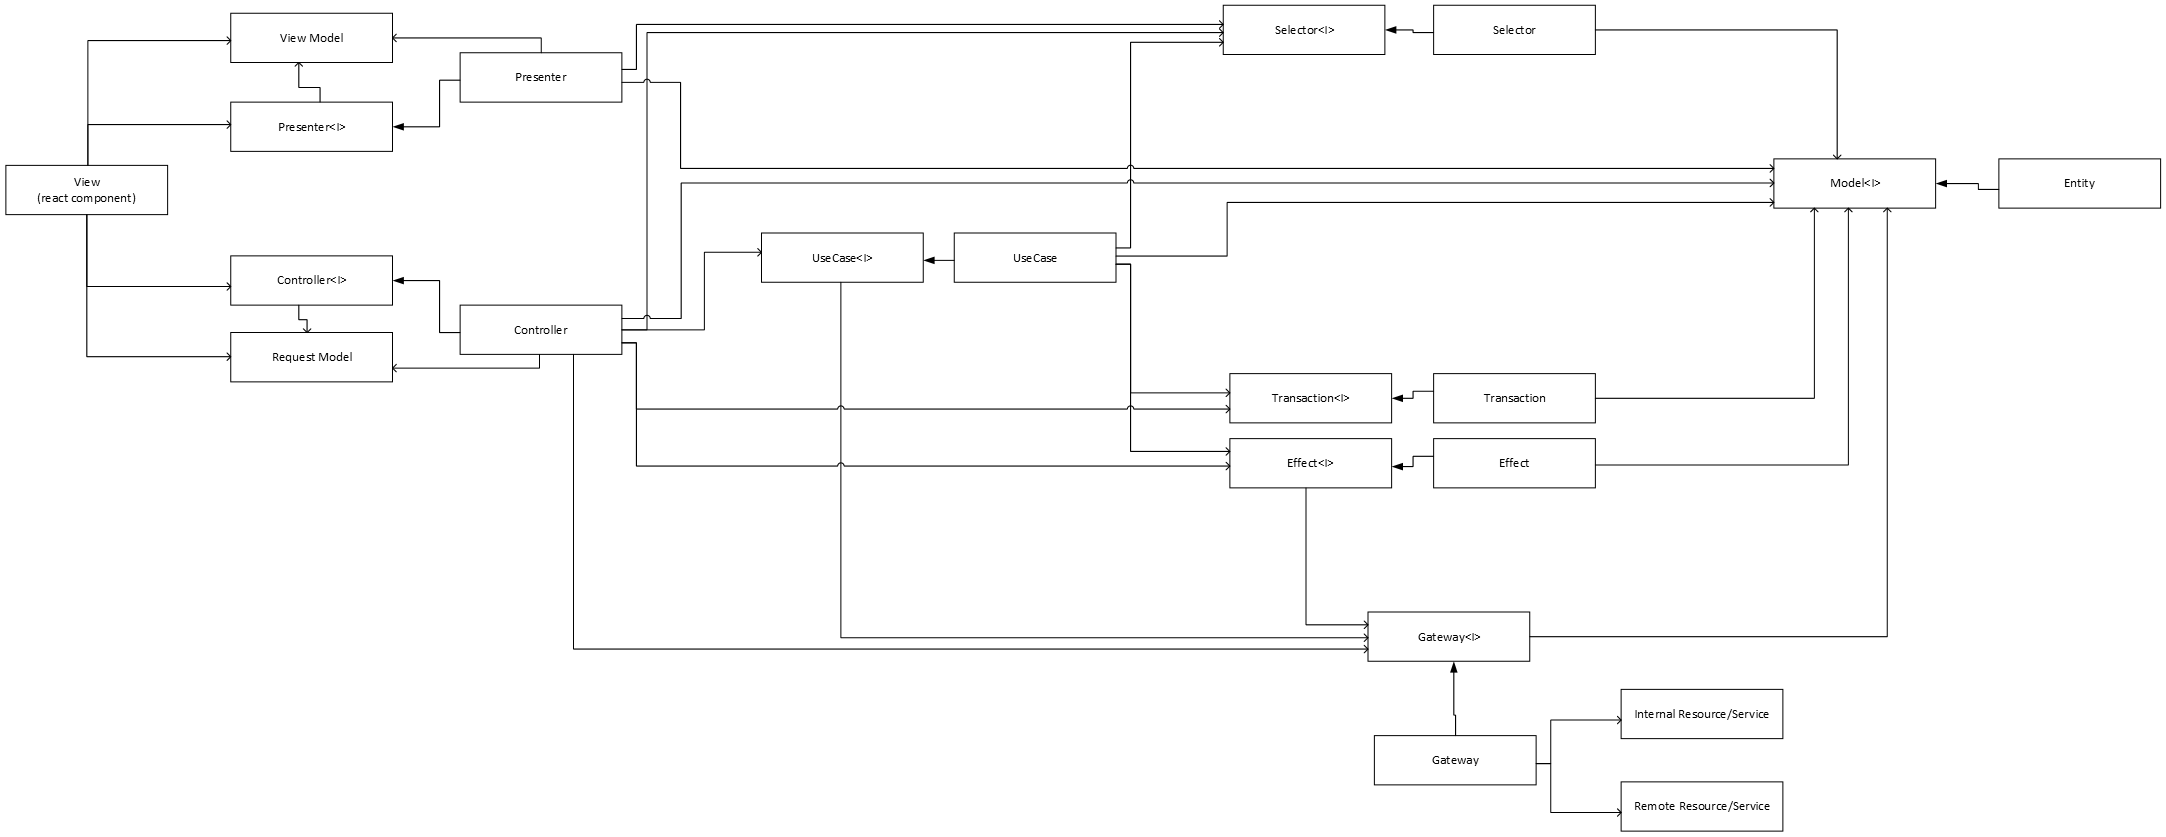 View Model
Presenter
Presenter<I>
View
(react component)
Controller<I>
Request Model
Controller
UseCase<I>
UseCase
Selector<I>
Selector
Model<I>
Entity
Transaction<I>
Transaction
Effect<I>
Effect
Gateway<I>
Gateway
Internal Resource/Service
Remote Resource/Service